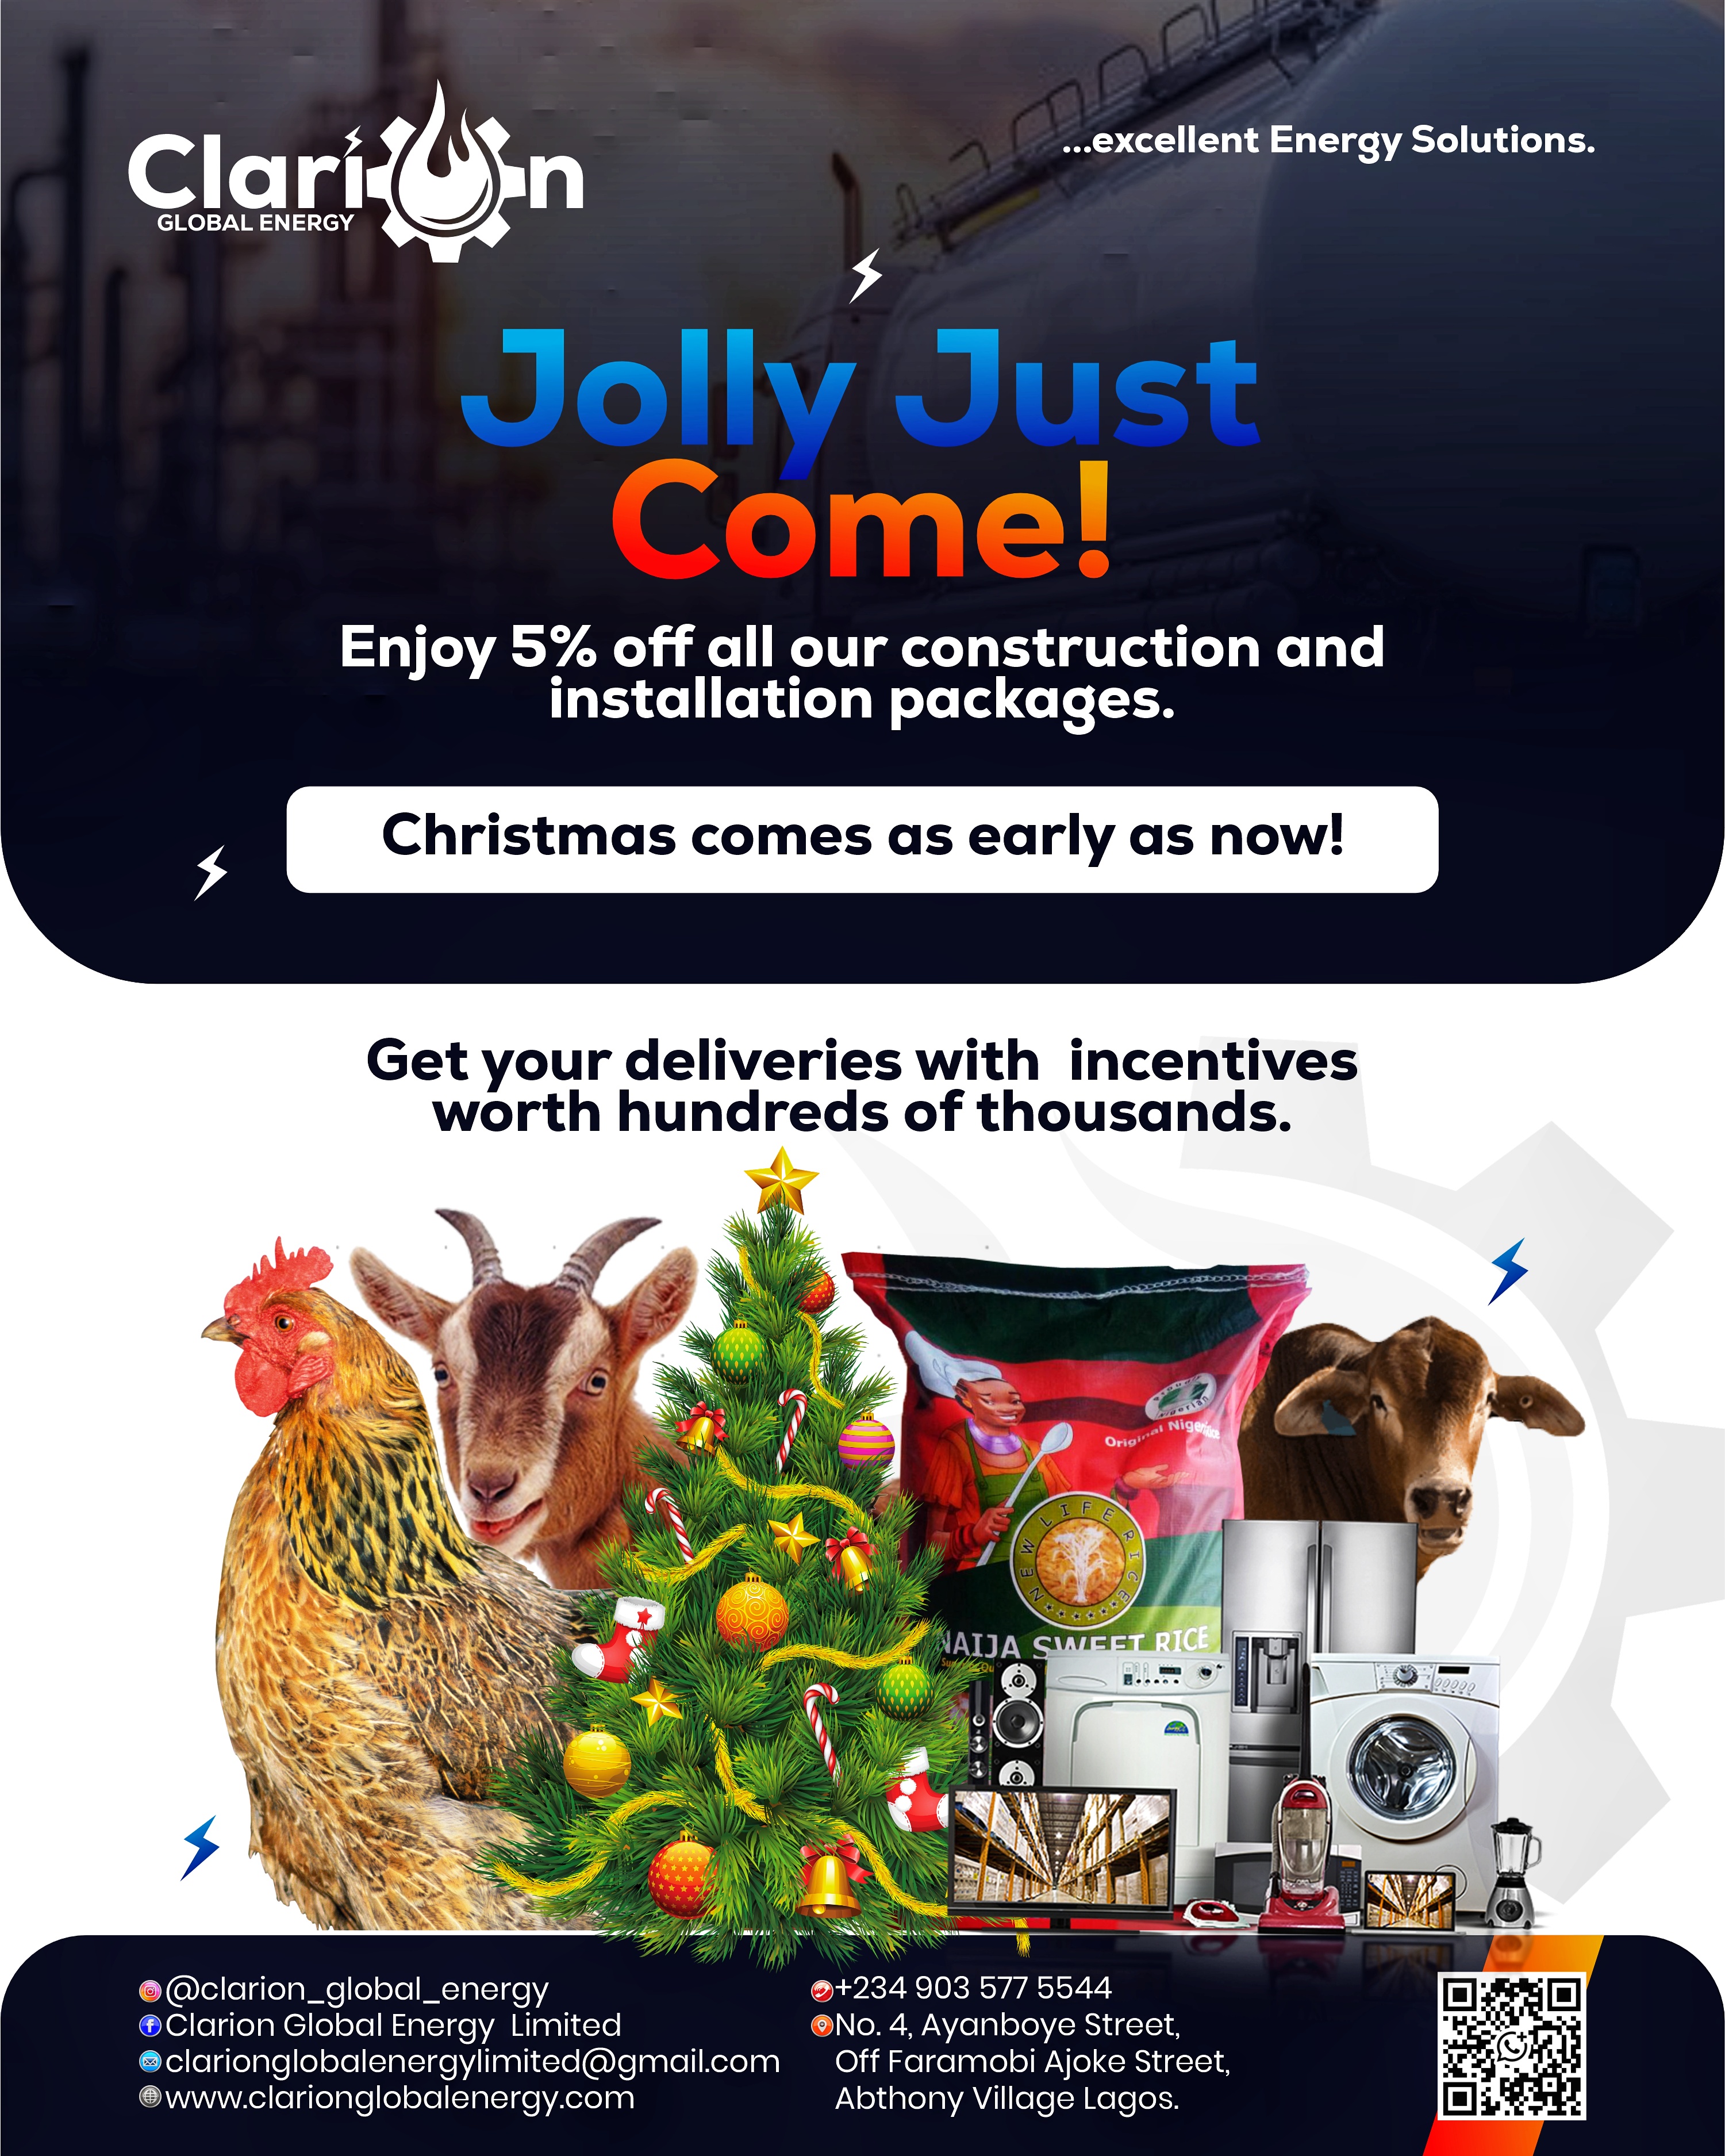 Clarion
GLOBAL ENERGY
...excellent Energy Solutions.
Jolly Just
Come!
Enjoy 5% off all our construction and
installation packages.
Christmas comes as early as now!
Get your deliveries with incentives
worth hundreds of thousands.
Original
NEW LIFE RICE
NAIJA SWEET RICE
@clarion_global_energy
Clarion Global Energy Limited
clarionglobalenergylimited@gmail.com
www.clarionglobalenergy.com
+234 903 577 5544
No. 4, Ayanboye Street,
Off Faramobi Ajoke Street,
Abthony Village Lagos.